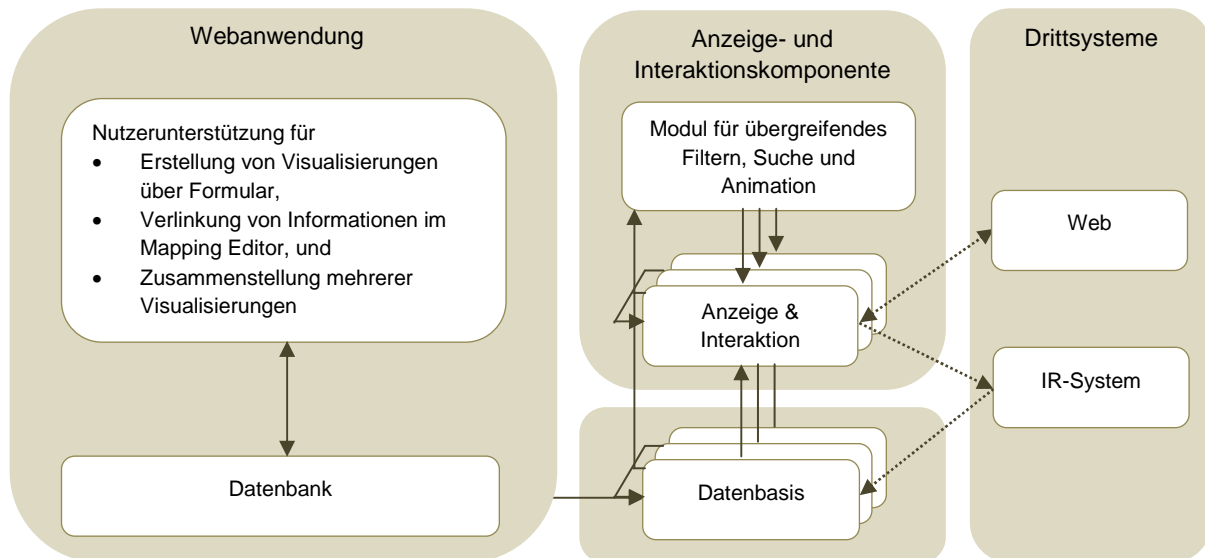 Webanwendung
Nutzerunterstützung für
• Erstellung von Visualisierungen
über Formular,
• Verlinkung von Informationen im
Mapping Editor, und
• Zusammenstellung mehrerer
Visualisierungen
Datenbank
Anzeige- und
Interaktionskomponente
Modul für übergreifendes
Filtern, Suche und
Animation
Anzeige &
Interaktion
Datenbasis
Drittsysteme
Web
IR-System